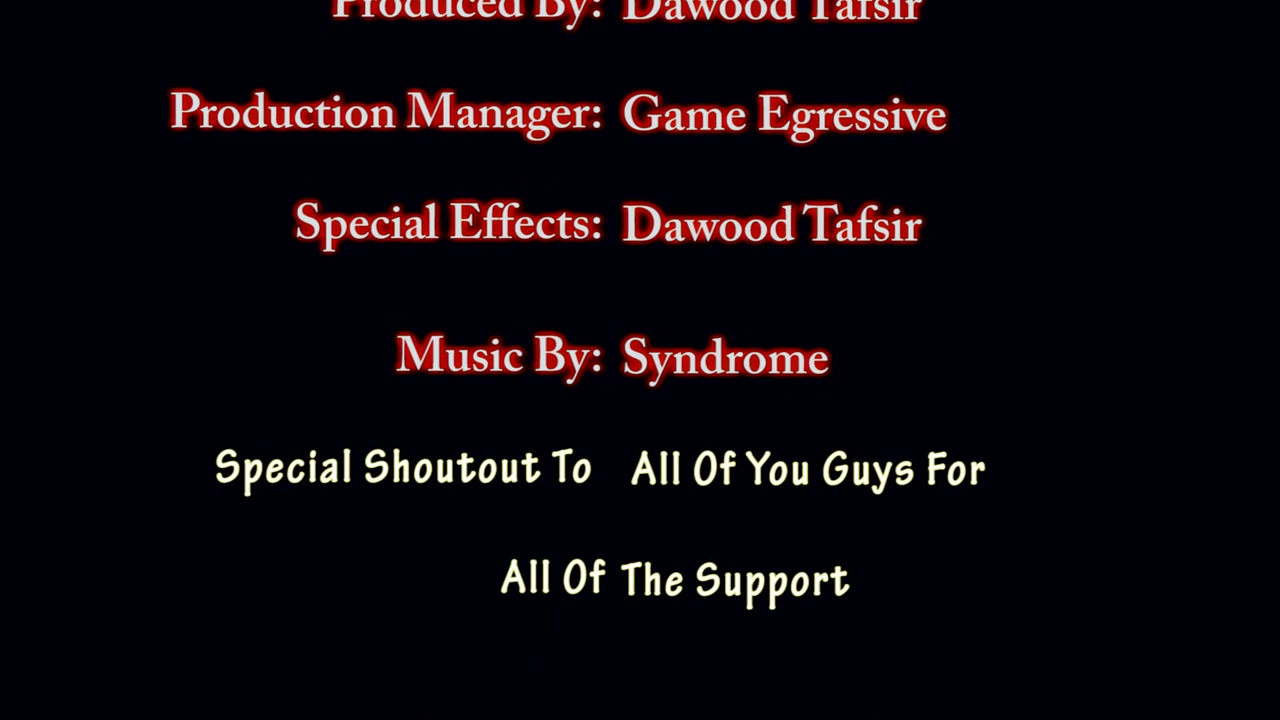 Produced By: Dawood Tafsir
Production Manager: Game Egressive
Special Effects: Dawood Tafsir
Music By: Syndrome
Special Shoutout To All Of You Guys For
All Of The Support